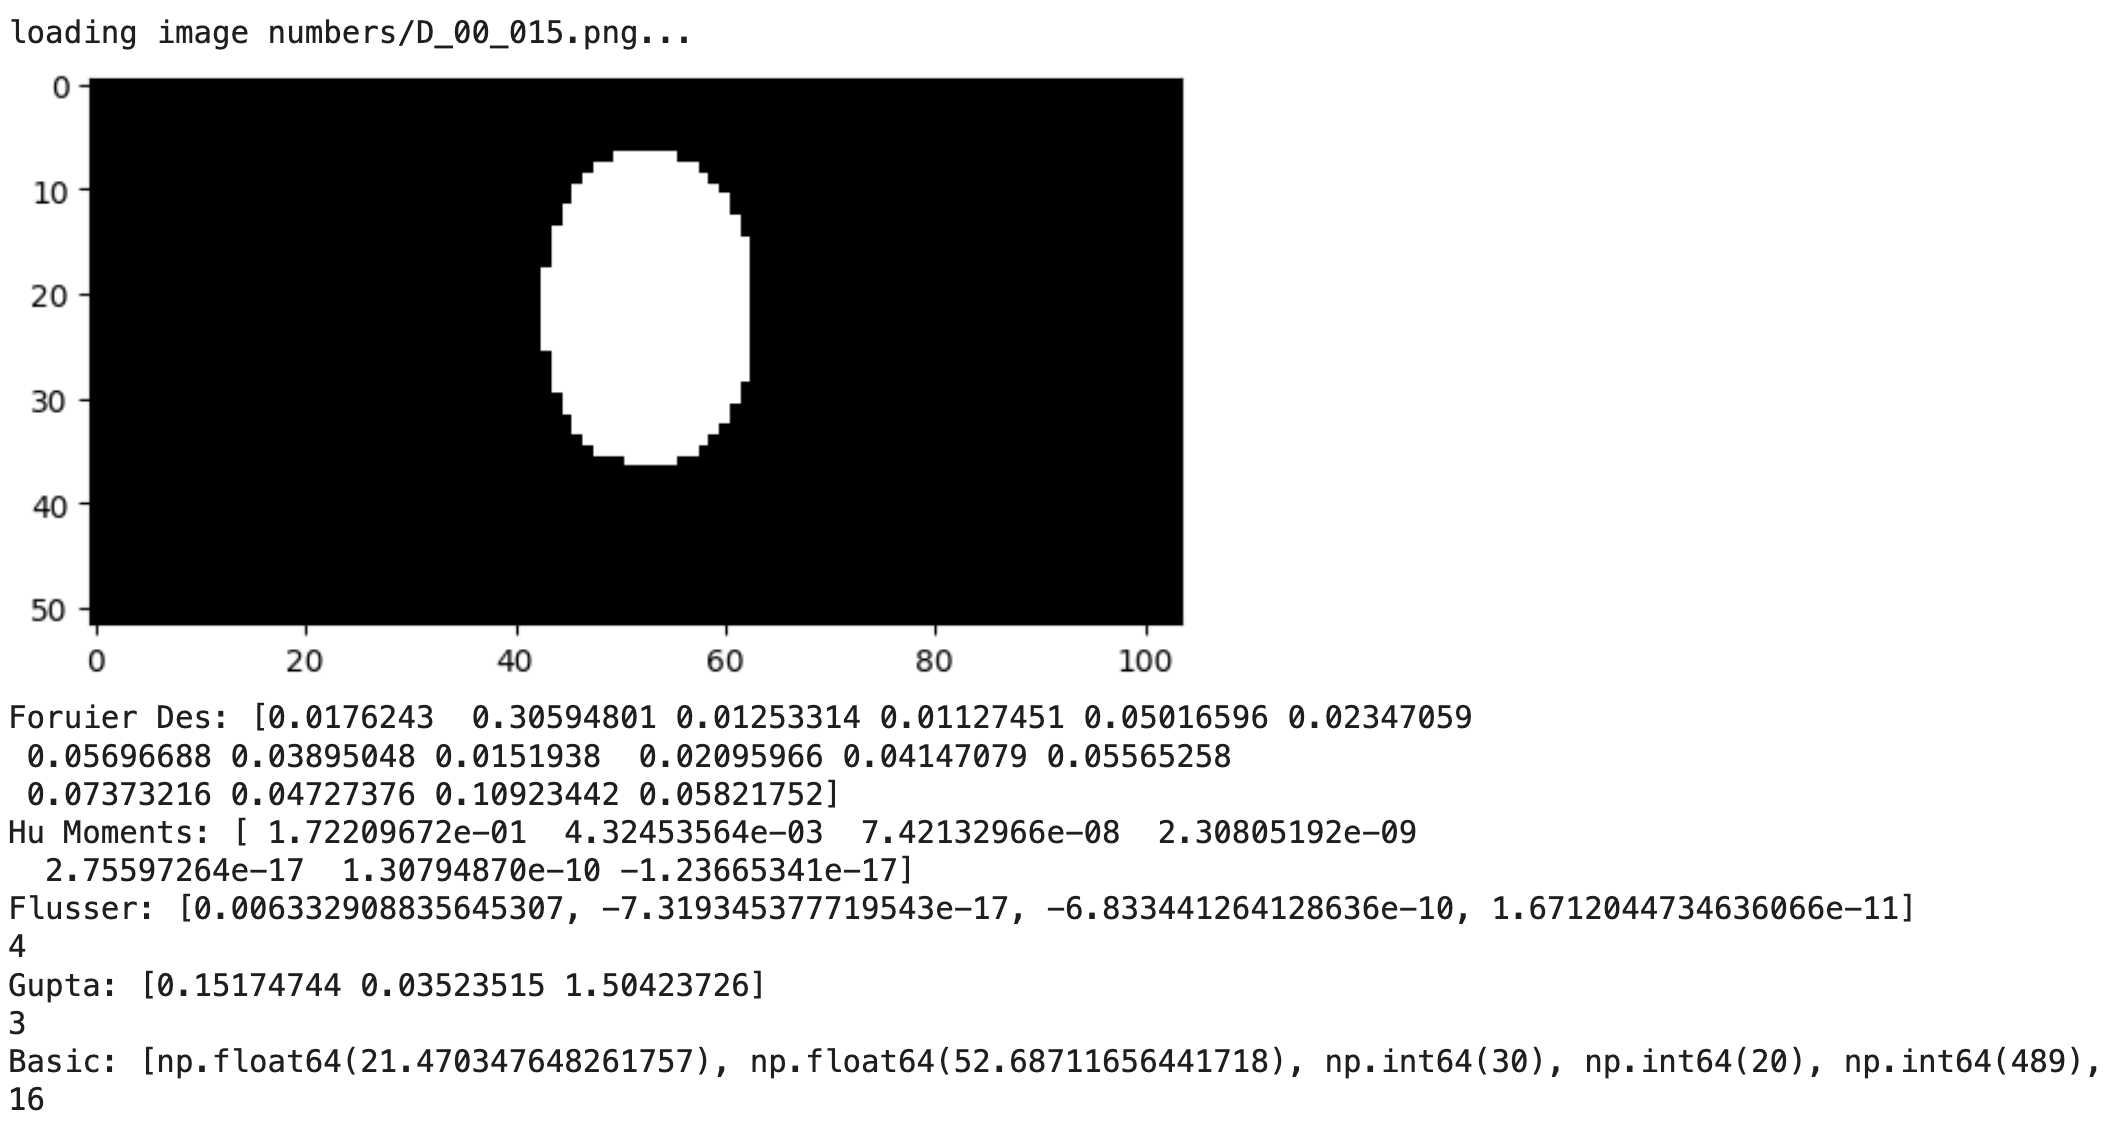 loading image numbers/D_00_015.png...
0
10
20
30
40
50
0 20 40 60 80 100
Foruier Des: [0.0176243  0.30594801 0.01253314 0.01127451 0.05016596 0.02347059
 0.05696688 0.03895048 0.0151938  0.02095966 0.04147079 0.05565258
 0.07373216 0.04727376 0.10923442 0.05821752]
Hu Moments: [ 1.72209672e-01  4.32453564e-03  7.42132966e-08  2.30805192e-09
  2.75597264e-17  1.30794870e-10 -1.23665341e-17]
Flusser: [0.006332908835645307, -7.319345377719543e-17, -6.833441264128636e-10, 1.6712044734636066e-11]
4
Gupta: [0.15174744 0.03523515 1.50423726]
3
Basic: [np.float64(21.470347648261757), np.float64(52.68711656441718), np.int64(30), np.int64(20), np.int64(489),
16